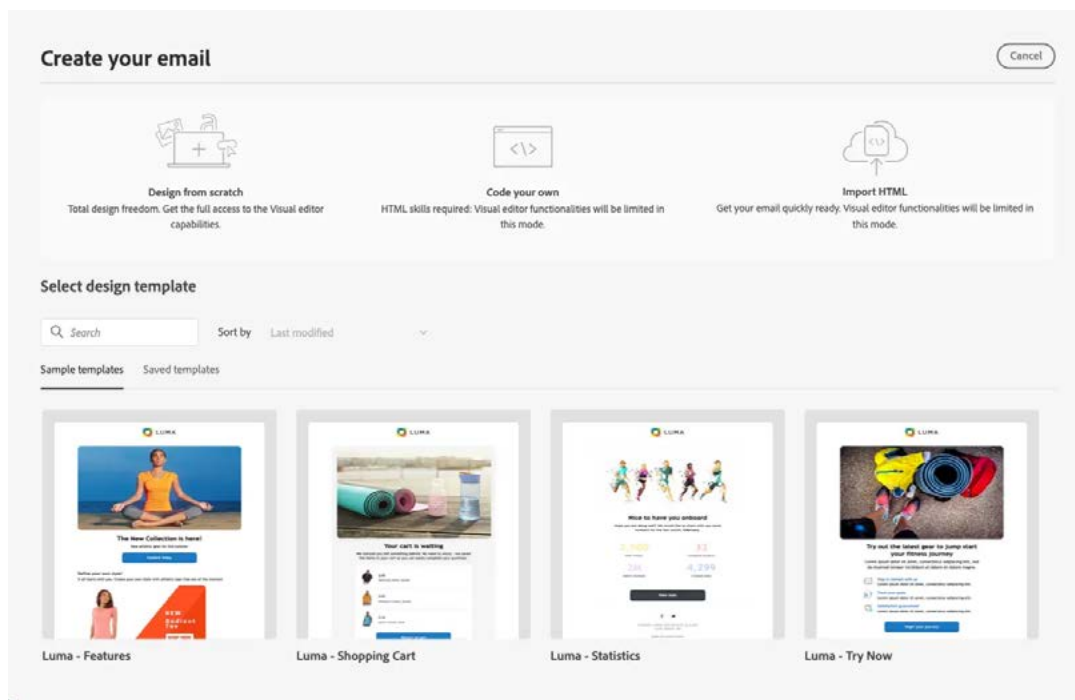 Create your email
Cancel
Design from scratch
Total design freedom. Get the full access to the Visual editor
capabilities.
Code your own
HTML skills required: Visual editor functionalities will be limited in
this mode.
Import HTML
Get your email quickly ready. Visual editor functionalities will be limited in
this mode.
Select design template
Search
Sort by
Last modified
Sample templates
Saved templates
LUMA
The New Collection is here!
NEW
Radiant
Tee
Luma - Features
LUMA
Your cart is waiting
Luma - Shopping Cart
LUMA
Nice to have you onboard
4,299
Luma - Statistics
LUMA
Try out the latest gear to jump start
your fitness journey
Luma - Try Now